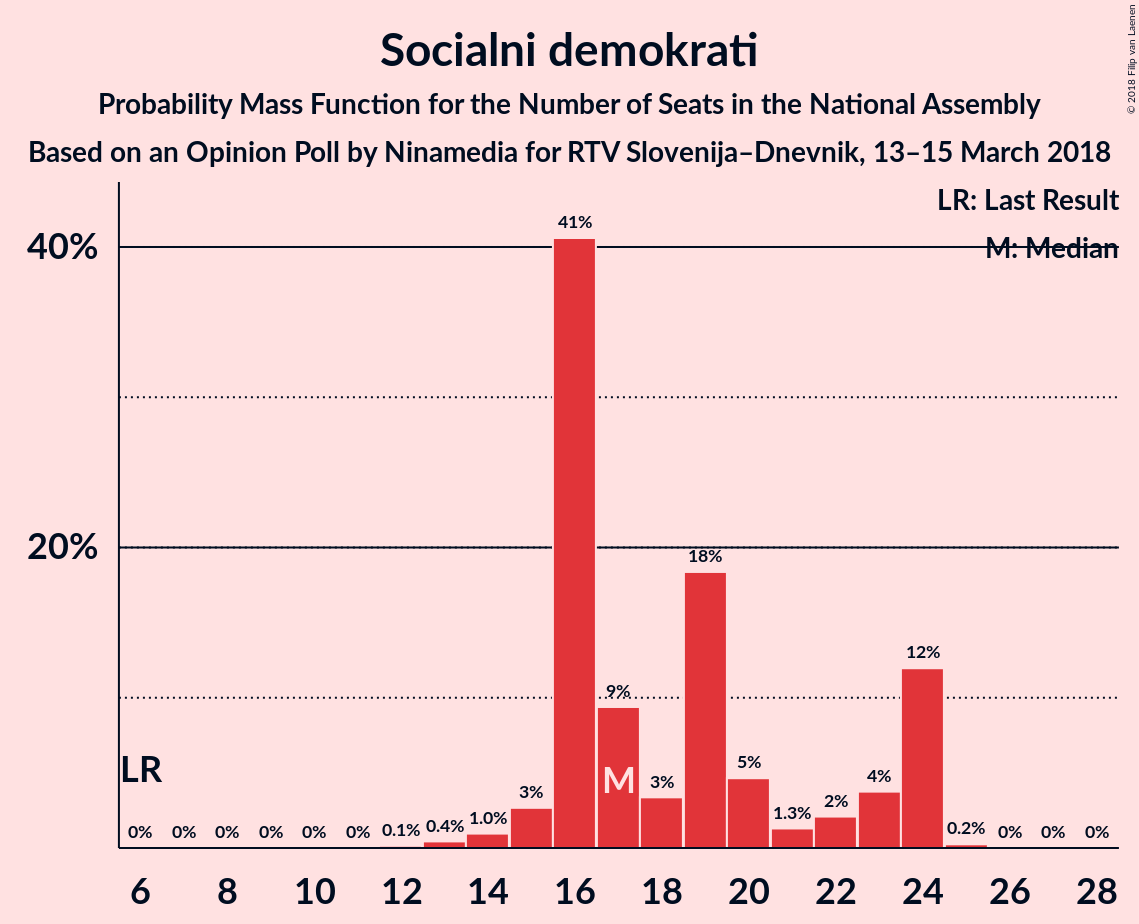 Socialni demokrati
Probability Mass Function for the Number of Seats in the National Assembly
Based on an Opinion Poll by Ninamedia for RTV Slovenija–Dnevnik, 13–15 March 2018
© 2018 Filip van Laenen
LR: Last Result
M: Median
40%
20%
41%
18%
12%
9%
LR
M
0% 0% 0% 0% 0% 0% 0.1% 0.4% 1.0% 3% 3% 5% 1.3% 2% 4% 0.2% 0% 0% 0%
6 8 10 12 14 16 18 20 22 24 26 28